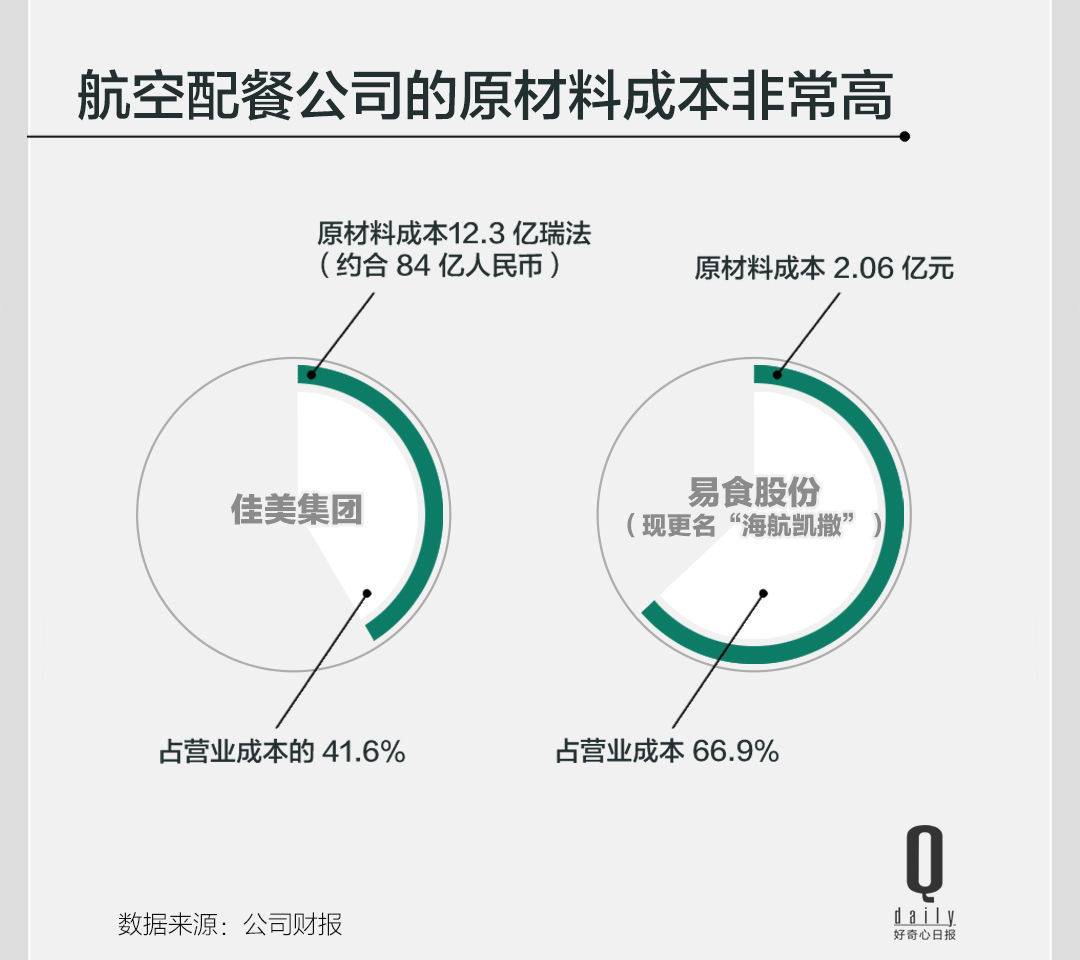 航空配餐公司的原材料成本非常高
原材料成本12.3 亿瑞法
（约合 84 亿人民币）
原材料成本 2.06 亿元
佳美集团
易食股份
（现更名“海航凯撒”）
占营业成本的 41.6%
占营业成本 66.9%
Q
daily
好奇心日报
数据来源：公司财报